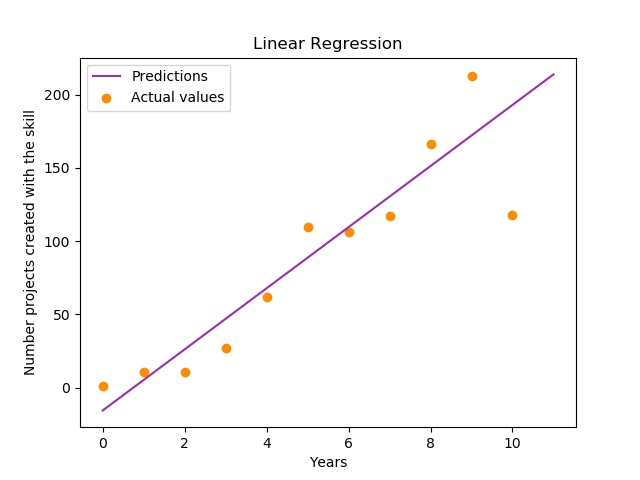 Linear Regression
Predictions
Actual values
200
150
100
50
0
Number projects created with the skill
0 2 4 6 8 10
Years